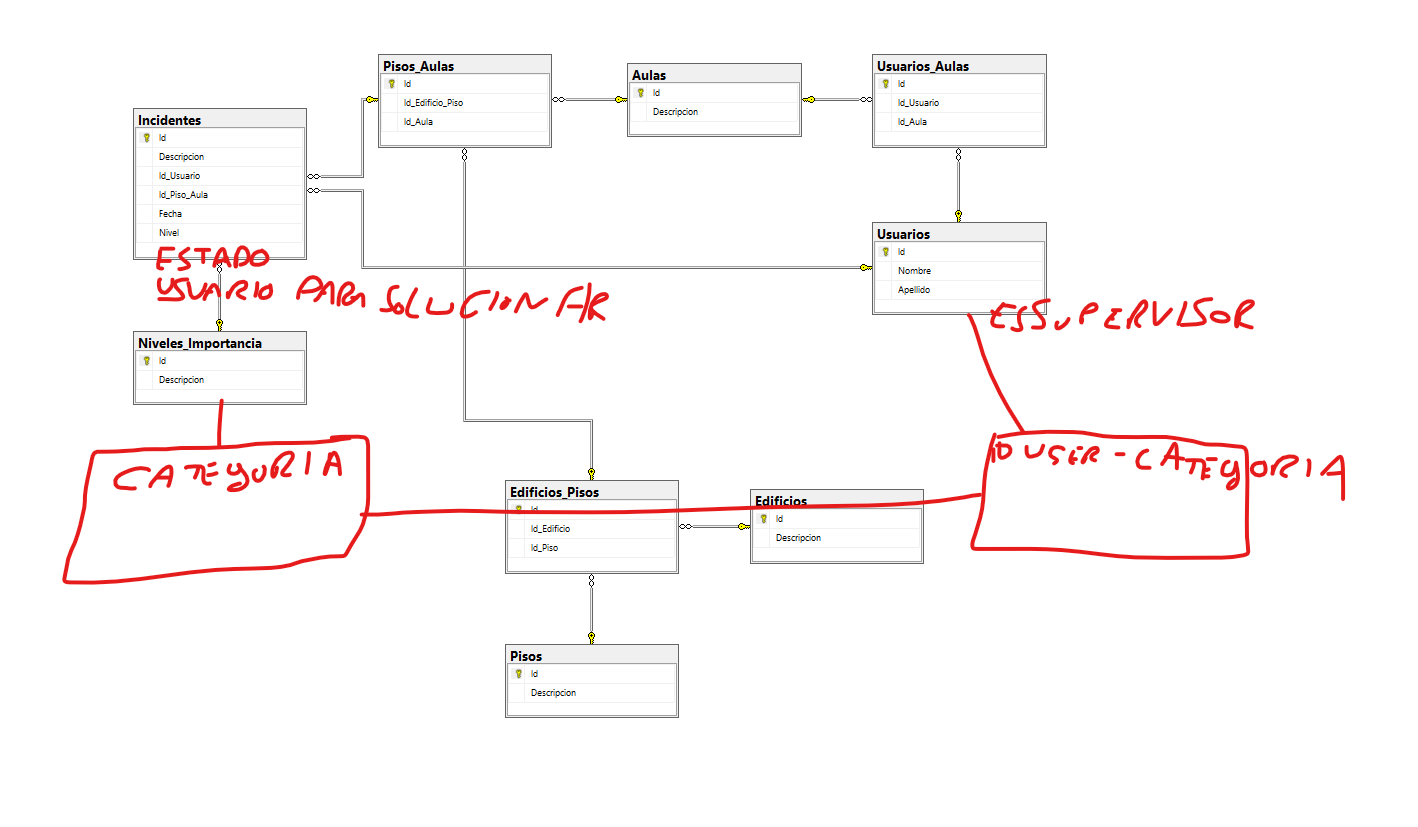 Pisos_Aulas
Id
Id_Edificio_Piso
Id_Aula
Aulas
Id
Descripcion
Usuarios_Aulas
Id
Id_Usuario
Id_Aula
Incidentes
Id
Descripcion
Id_Usuario
Id_Piso_Aula
Fecha
Nivel
ESTADO
USUARIO PARA SOLUCIONAR
Usuarios
Id
Nombre
Apellido
ESSUPERVISOR
Niveles_Importancia
Id
Descripcion
CATEGORIA
ID USER - CATEGORIA
Edificios_Pisos
Id
Id_Edificio
Id_Piso
Edificios
Id
Descripcion
Pisos
Id
Descripcion